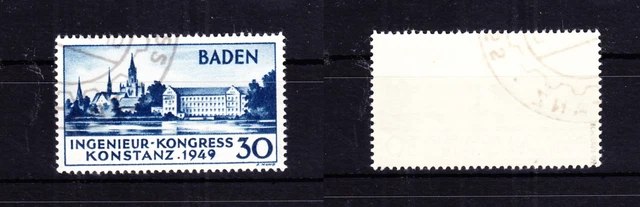 BADEN
INGENIEUR-KONGRESS
KONSTANZ.1949 30